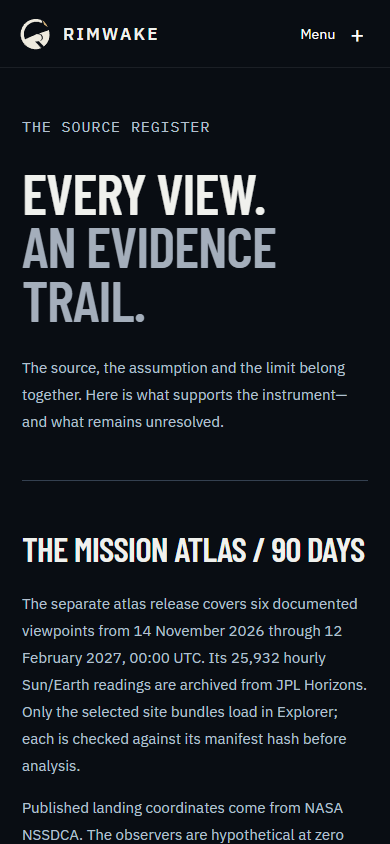 RIMWAKE
Menu +
THE SOURCE REGISTER
EVERY VIEW.
AN EVIDENCE
TRAIL.
The source, the assumption and the limit belong
together. Here is what supports the instrument—
and what remains unresolved.
THE MISSION ATLAS / 90 DAYS
The separate atlas release covers six documented
viewpoints from 14 November 2026 through 12
February 2027, 00:00 UTC. Its 25,932 hourly
Sun/Earth readings are archived from JPL Horizons.
Only the selected site bundles load in Explorer;
each is checked against its manifest hash before
analysis.
Published landing coordinates come from NASA
NSSDCA. The observers are hypothetical at zero